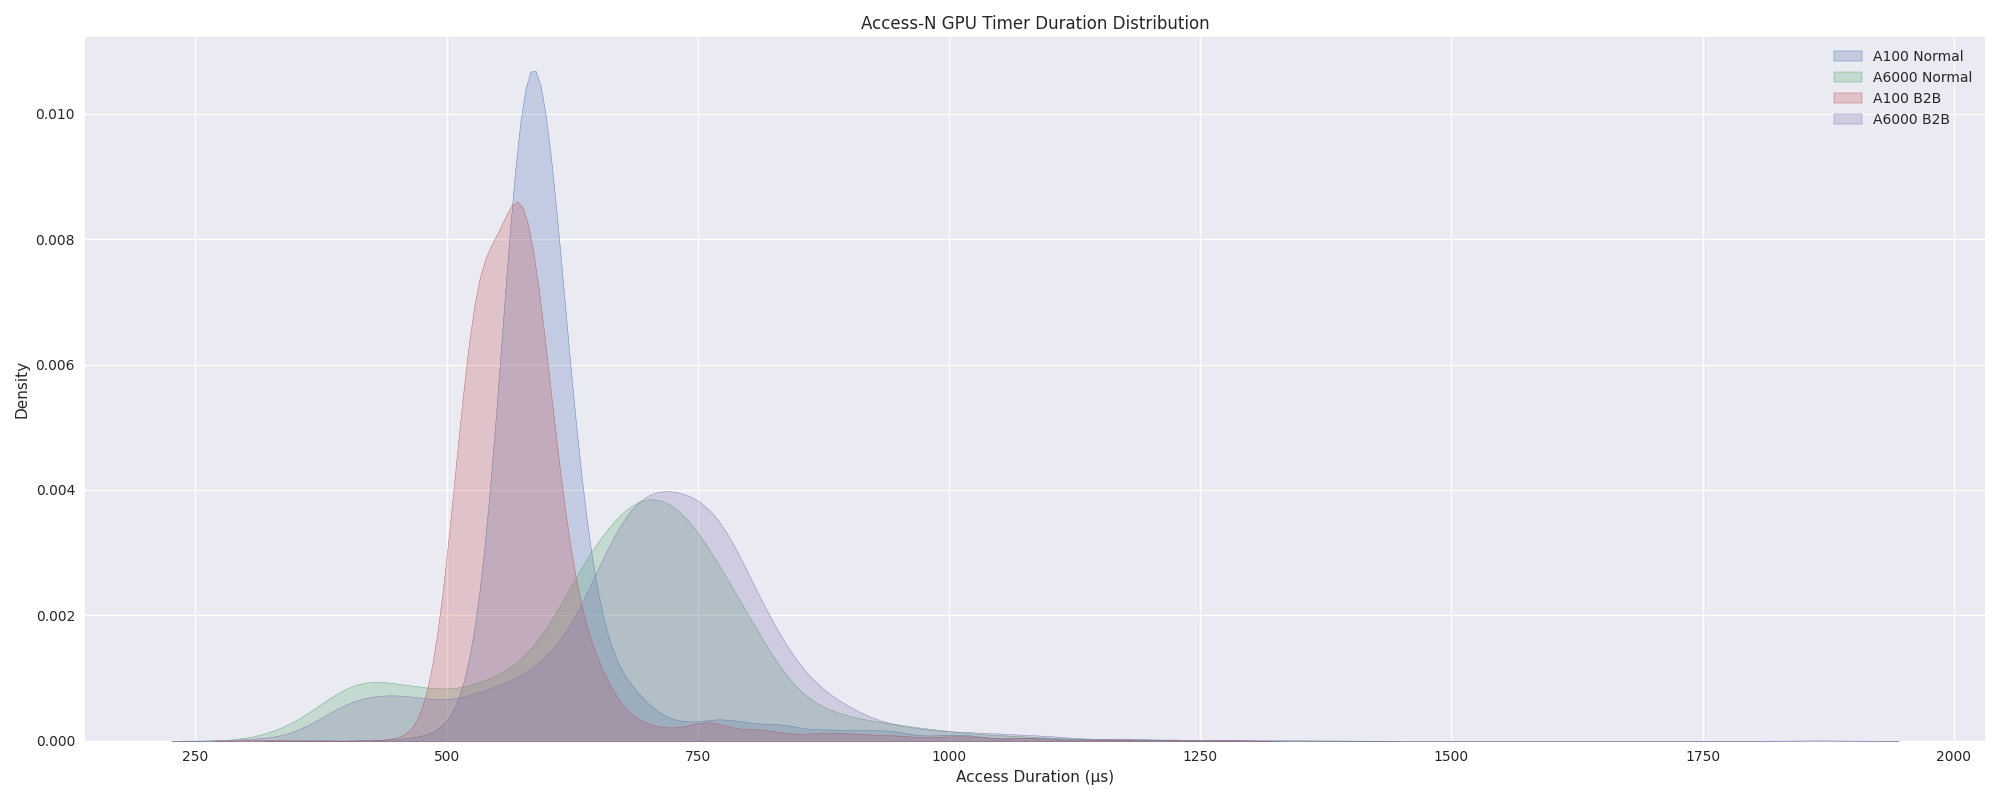 Access-N GPU Timer Duration Distribution
A100 Normal
A6000 Normal
A100 B2B
A6000 B2B
Density
0.010
0.008
0.006
0.004
0.002
0.000
250 500 750 1000 1250 1500 1750 2000
Access Duration (μs)